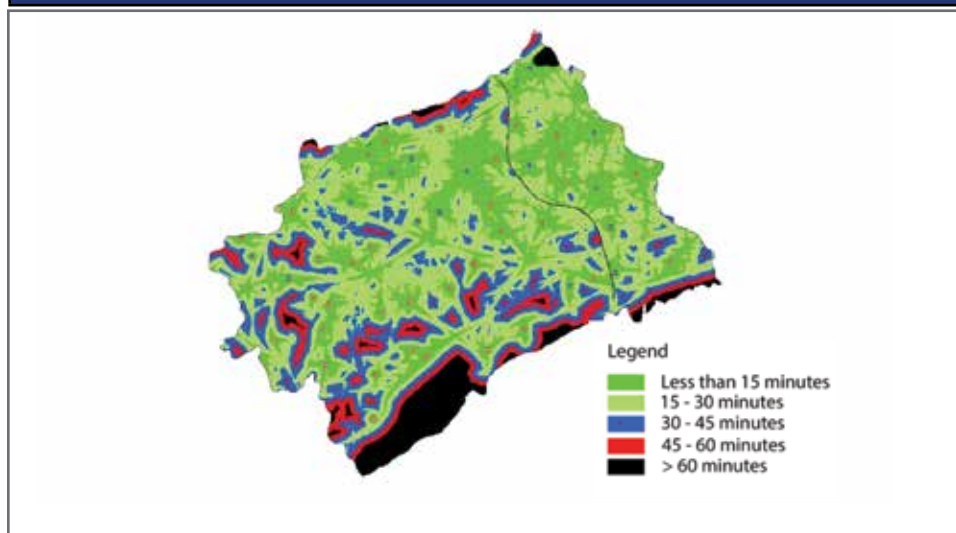 Legend
Less than 15 minutes
15 - 30 minutes
30 - 45 minutes
45 - 60 minutes
> 60 minutes